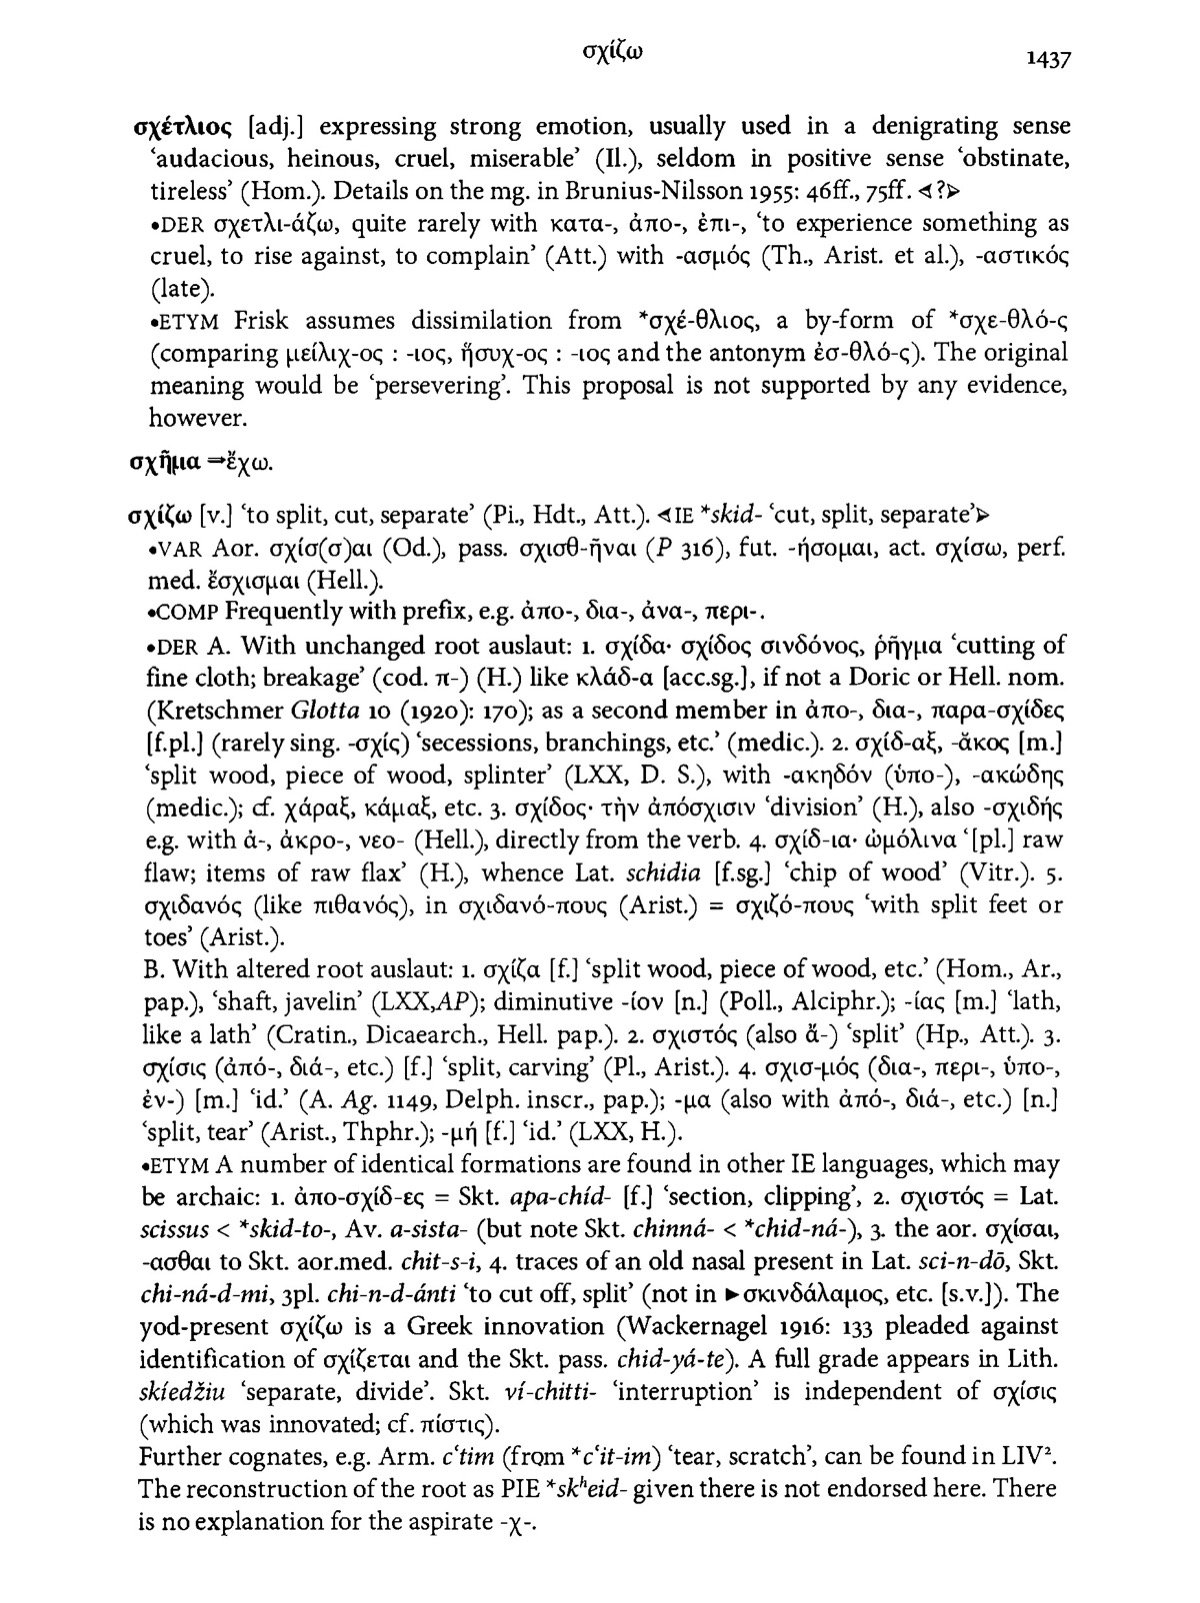 σχίζω
1437
σχέτλιος [adj.] expressing strong emotion, usually used in a denigrating sense
‘audacious, heinous, cruel, miserable’ (Il.), seldom in positive sense ‘obstinate,
tireless’ (Hom.). Details on the mg. in Brunius-Nilsson 1955: 46ff., 75ff. ⊲?⊳
•DER σχετλι-άζω, quite rarely with κατα-, ἀπο-, ἐπι-, ‘to experience something as
cruel, to rise against, to complain’ (Att.) with -ασμός (Th., Arist. et al.), -αστικός
(late).
•ETYM Frisk assumes dissimilation from *σχέ-θλιος, a by-form of *σχε-θλό-ς
(comparing μείλιχ-ος : -ιος, ἥσυχ-ος : -ιος and the antonym ἐσ-θλό-ς). The original
meaning would be ‘persevering’. This proposal is not supported by any evidence,
however.
σχῆμα ⇒ἔχω.
σχίζω [v.] ‘to split, cut, separate’ (Pi., Hdt., Att.). ⊲IE *skid- ‘cut, split, separate’⊳
•VAR Aor. σχίσ(σ)αι (Od.), pass. σχισθ-ῆναι (P 316), fut. -ήσομαι, act. σχίσω, perf.
med. ἔσχισμαι (Hell.).
•COMP Frequently with prefix, e.g. ἀπο-, δια-, ἀνα-, περι-.
•DER A. With unchanged root auslaut: 1. σχίδα· σχίδος σινδόνος, ῥῆγμα ‘cutting of
fine cloth; breakage’ (cod. π-) (H.) like κλάδ-α [acc.sg.], if not a Doric or Hell. nom.
(Kretschmer Glotta 10 (1920): 170); as a second member in ἀπο-, δια-, παρα-σχίδες
[f.pl.] (rarely sing. -σχίς) ‘secessions, branchings, etc.’ (medic.). 2. σχίδ-αξ, -ᾰκος [m.]
‘split wood, piece of wood, splinter’ (LXX, D. S.), with -ακηδόν (ὑπο-), -ακώδης
(medic.); cf. χάραξ, κάμαξ, etc. 3. σχίδος· τὴν ἀπόσχισιν ‘division’ (H.), also -σχιδής
e.g. with ἀ-, ἀκρο-, νεο- (Hell.), directly from the verb. 4. σχίδ-ια· ὠμόλινα ‘[pl.] raw
flaw; items of raw flax’ (H.), whence Lat. schidia [f.sg.] ‘chip of wood’ (Vitr.). 5.
σχιδανός (like πιθανός), in σχιδανό-πους (Arist.) = σχιζό-πους ‘with split feet or
toes’ (Arist.).
B. With altered root auslaut: 1. σχίζα [f.] ‘split wood, piece of wood, etc.’ (Hom., Ar.,
pap.), ‘shaft, javelin’ (LXX,AP); diminutive -ίον [n.] (Poll., Alciphr.); -ίας [m.] ‘lath,
like a lath’ (Cratin., Dicaearch., Hell. pap.). 2. σχιστός (also ἄ-) ‘split’ (Hp., Att.). 3.
σχίσις (ἀπό-, διά-, etc.) [f.] ‘split, carving’ (Pl., Arist.). 4. σχισ-μός (δια-, περι-, ὑπο-,
ἐν-) [m.] ‘id.’ (A. Ag. 1149, Delph. inscr., pap.); -μα (also with ἀπό-, διά-, etc.) [n.]
‘split, tear’ (Arist., Thphr.); -μή [f.] ‘id.’ (LXX, H.).
•ETYM A number of identical formations are found in other IE languages, which may
be archaic: 1. ἀπο-σχίδ-ες = Skt. apa-chíd- [f.] ‘section, clipping’, 2. σχιστός = Lat.
scissus < *skid-to-, Av. a-sista- (but note Skt. chinná- < *chid-ná-), 3. the aor. σχίσαι,
-ασθαι to Skt. aor.med. chit-s-i, 4. traces of an old nasal present in Lat. sci-n-dō, Skt.
chi-ná-d-mi, 3pl. chi-n-d-ánti ‘to cut off, split’ (not in ►σκινδάλαμος, etc. [s.v.]). The
yod-present σχίζω is a Greek innovation (Wackernagel 1916: 133 pleaded against
identification of σχίζεται and the Skt. pass. chid-yá-te). A full grade appears in Lith.
skíedžiu ‘separate, divide’. Skt. ví-chitti- ‘interruption’ is independent of σχίσις
(which was innovated; cf. πίστις).
Further cognates, e.g. Arm. cʻtim (from *cʻit-im) ‘tear, scratch’, can be found in LIV².
The reconstruction of the root as PIE *skʰeid- given there is not endorsed here. There
is no explanation for the aspirate -χ-.